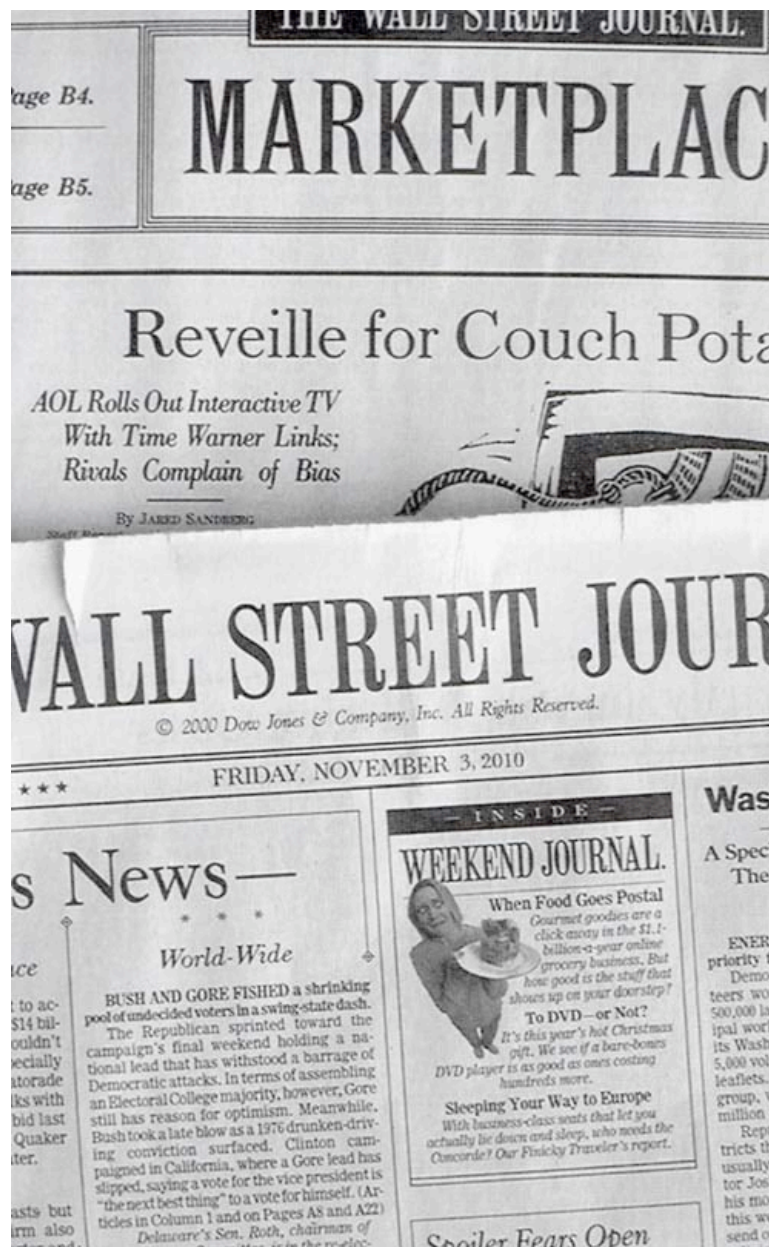 THE WALL STREET JOURNAL.
age B4.
age B5.
MARKETPLAC
Reveille for Couch Pota
AOL Rolls Out Interactive TV
With Time Warner Links;
Rivals Complain of Bias
By JARED SANDBERG
Staff
WALL STREET JOUR
© 2000 Dow Jones & Company, Inc. All Rights Reserved.
★★★
FRIDAY, NOVEMBER 3, 2010
s News—
* * *
World-Wide
BUSH AND GORE FISHED a shrinking
pool of undecided voters in a swing-state dash.
The Republican sprinted toward the
campaign's final weekend holding a na-
tional lead that has withstood a barrage of
Democratic attacks. In terms of assembling
an Electoral College majority, however, Gore
still has reason for optimism. Meanwhile,
Bush took a late blow as a 1976 drunken-driv-
ing conviction surfaced. Clinton cam-
paigned in California, where a Gore lead has
slipped, saying a vote for the vice president is
"the next best thing" to a vote for himself. (Ar-
ticles in Column 1 and on Pages A8 and A22)
Delaware's Sen. Roth, chairman of
ce
t to ac-
$14 bil-
ouldn't
ecially
atorade
ks with
bid last
Quaker
ter.
asts but
irm also
— INSIDE —
WEEKEND JOURNAL.
When Food Goes Postal
Gourmet goodies are a
click away in the $1.1-
billion-a-year online
grocery business. But
how good is the stuff that
shows up on your doorstep?
To DVD—or Not?
It's this year's hot Christmas
gift. We see if a bare-bones
DVD player is as good as ones costing
hundreds more.
Sleeping Your Way to Europe
With business-class seats that let you
actually lie down and sleep, who needs the
Concorde? Our Finicky Traveler's report.
Spoiler Fears Open
Was
A Spec
The
ENER
priority
Demo
teers wo
500,000 la
ipal wor
its Wash
5,000 vol
leaflets.
group,
million
Repu
tricts th
usually
tor Jos
his mo
this w
send o